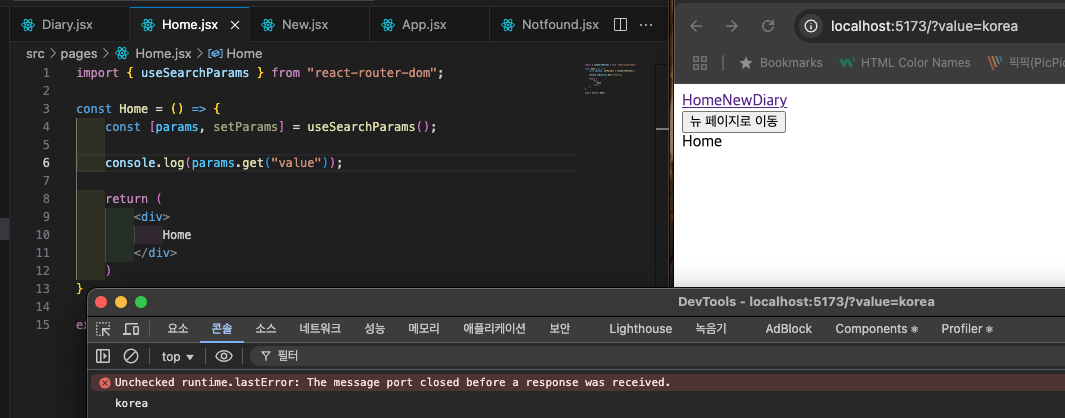 Diary.jsx
Home.jsx
New.jsx
App.jsx
Notfound.jsx
src > pages > Home.jsx > Home
1 import { useSearchParams } from "react-router-dom";
2
3 const Home = () => {
4 const [params, setParams] = useSearchParams();
5
6 console.log(params.get("value"));
7
8 return (
9 <div>
10 Home
11 </div>
12 )
13 }
14
15 ex
localhost:5173/?value=korea
Bookmarks HTML Color Names 픽픽(PicPic
HomeNewDiary
뉴 페이지로 이동
Home
DevTools - localhost:5173/?value=korea
요소 콘솔 소스 네트워크 성능 메모리 애플리케이션 보안 Lighthouse 녹음기 AdBlock Components Profiler
top 필터
Unchecked runtime.lastError: The message port closed before a response was received.
korea